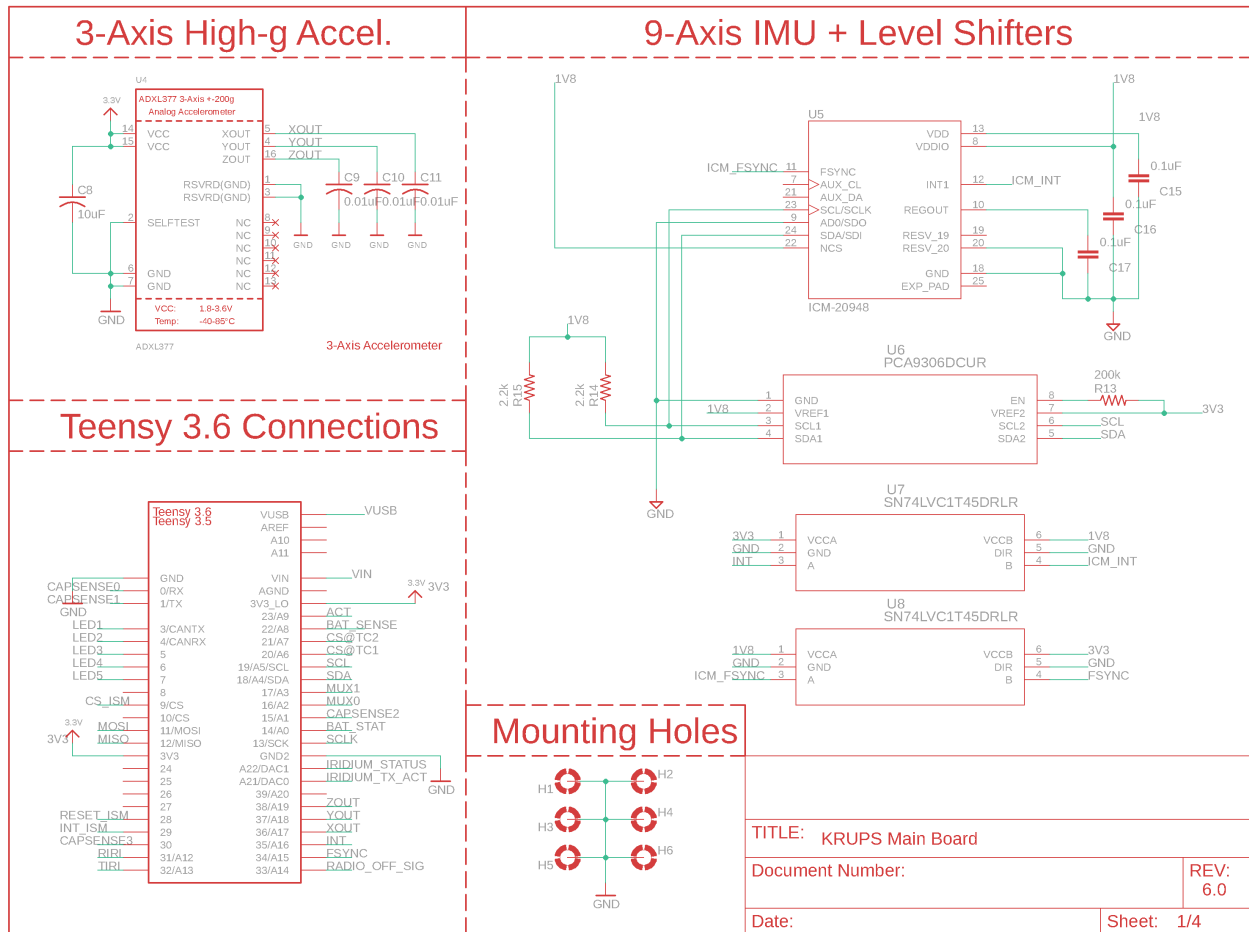 3-Axis High-g Accel.
9-Axis IMU + Level Shifters
U4
3.3V
ADXL377 3-Axis +-200g
Analog Accelerometer
14 VCC
15 VCC
XOUT 5 XOUT
YOUT 4 YOUT
ZOUT 16 ZOUT
RSVRD(GND) 1
RSVRD(GND) 3
C8
10uF
C9
0.01uF
C10
0.01uF
C11
0.01uF
2 SELFTEST
NC 8
NC 9
NC 10
NC 11
NC 12
NC 13
6 GND
7 GND
GND
GND
GND
GND
GND
VCC: 1.8-3.6V
Temp: -40-85°C
ADXL377
3-Axis Accelerometer
1V8
1V8
1V8
U5
ICM_FSYNC 11 FSYNC
7 AUX_CL
21 AUX_DA
23 SCL/SCLK
9 AD0/SDO
24 SDA/SDI
22 NCS
VDD 13
VDDIO 8
INT1 12 ICM_INT
REGOUT 10
RESV_19 19
RESV_20 20
GND 18
EXP_PAD 25
ICM-20948
0.1uF
C15
0.1uF
C16
0.1uF
C17
GND
1V8
2.2k
R15
2.2k
R14
U6
PCA9306DCUR
1 GND
1V8 2 VREF1
3 SCL1
4 SDA1
EN 8
VREF2 7
SCL2 6 SCL
SDA2 5 SDA
200k
R13
3V3
GND
U7
SN74LVC1T45DRLR
3V3 1 VCCA
GND 2 GND
INT 3 A
VCCB 6 1V8
DIR 5 GND
B 4 ICM_INT
U8
SN74LVC1T45DRLR
1V8 1 VCCA
GND 2 GND
ICM_FSYNC 3 A
VCCB 6 3V3
DIR 5 GND
B 4 FSYNC
Teensy 3.6 Connections
Teensy 3.6
Teensy 3.5
GND
CAPSENSE0 0/RX
CAPSENSE1 1/TX
GND
LED1 3/CANTX
LED2 4/CANRX
LED3 5
LED4 6
LED5 7
8
CS_ISM 9/CS
10/CS
MOSI 11/MOSI
MISO 12/MISO
3.3V
3V3
3V3
24
25
26
27
RESET_ISM 28
INT_ISM 29
CAPSENSE3 30
RIRI 31/A12
TIRI 32/A13
VUSB VUSB
AREF
A10
A11
VIN VIN
AGND
3V3_LO
3.3V
3V3
23/A9 ACT
22/A8 BAT_SENSE
21/A7 CS@TC2
20/A6 CS@TC1
19/A5/SCL SCL
18/A4/SDA SDA
17/A3 MUX1
16/A2 MUX0
15/A1 CAPSENSE2
14/A0 BAT_STAT
13/SCK SCLK
GND2
GND
A22/DAC1 IRIDIUM_STATUS
A21/DAC0 IRIDIUM_TX_ACT
39/A20
38/A19 ZOUT
37/A18 YOUT
36/A17 XOUT
35/A16 INT
34/A15 FSYNC
33/A14 RADIO_OFF_SIG
Mounting Holes
H1
H2
H3
H4
H5
H6
GND
TITLE: KRUPS Main Board
Document Number:
REV:
6.0
Date:
Sheet: 1/4